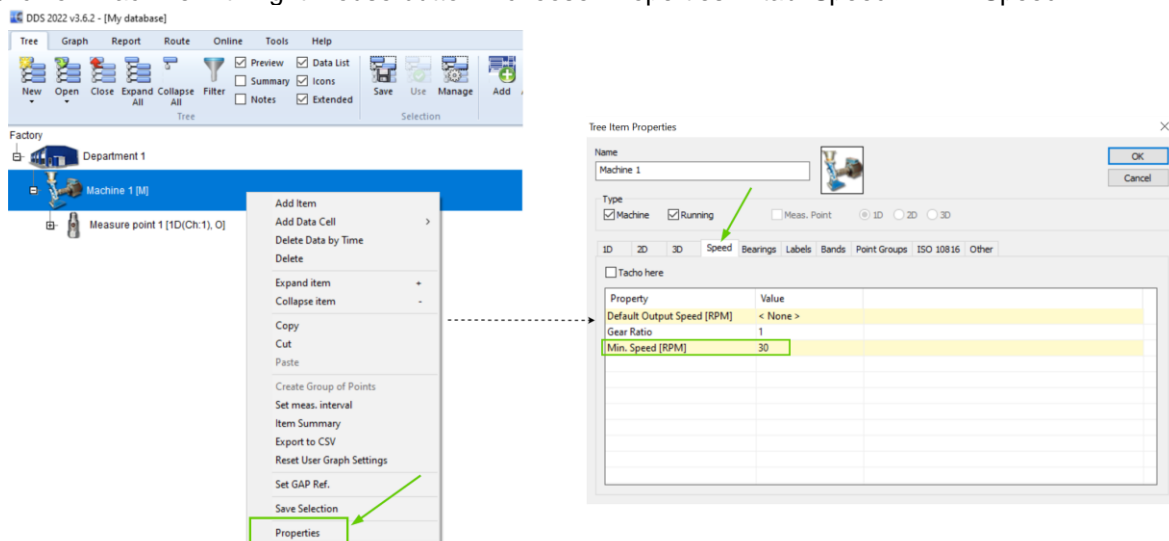 DDS 2022 v3.6.2 - [My database]
Tree Graph Report Route Online Tools Help
New Open Close Expand All Collapse All Filter
Preview Data List
Summary Icons
Notes Extended
Save Use Manage Add
Tree Selection
Factory
Department 1
Machine 1 [M]
Measure point 1 [1D(Ch:1), O]
Add Item
Add Data Cell >
Delete Data by Time
Delete
Expand item +
Collapse item -
Copy
Cut
Paste
Create Group of Points
Set meas. interval
Item Summary
Export to CSV
Reset User Graph Settings
Set GAP Ref.
Save Selection
Properties
Tree Item Properties
Name
Machine 1
OK
Cancel
Type
Machine Running Meas. Point 1D 2D 3D
1D 2D 3D Speed Bearings Labels Bands Point Groups ISO 10816 Other
Tacho here
Property Value
Default Output Speed [RPM] < None >
Gear Ratio 1
Min. Speed [RPM] 30